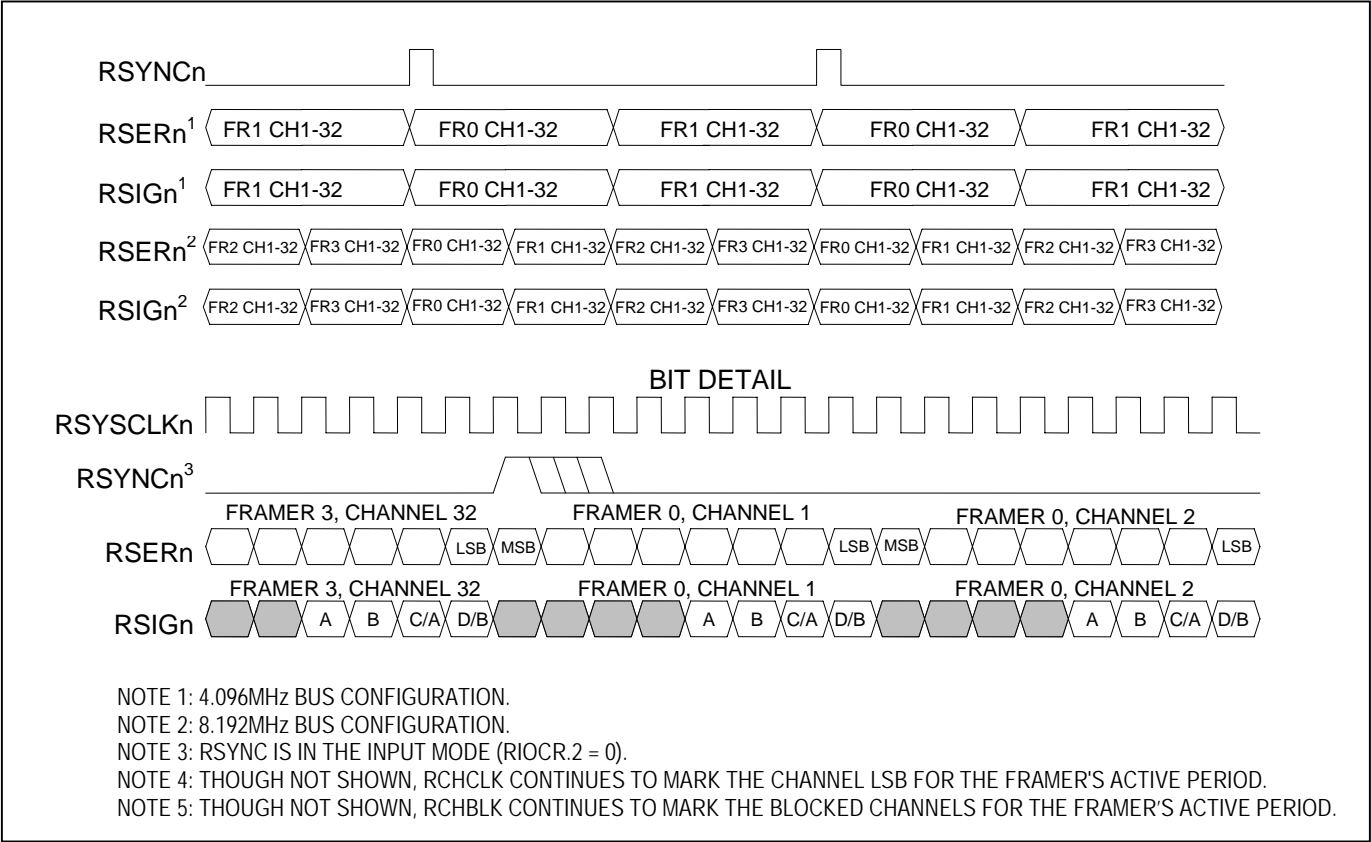 RSYNCn
RSERn1 FR1 CH1-32 FR0 CH1-32 FR1 CH1-32 FR0 CH1-32 FR1 CH1-32
RSIGn1 FR1 CH1-32 FR0 CH1-32 FR1 CH1-32 FR0 CH1-32 FR1 CH1-32
RSERn2 FR2 CH1-32 FR3 CH1-32 FR0 CH1-32 FR1 CH1-32 FR2 CH1-32 FR3 CH1-32 FR0 CH1-32 FR1 CH1-32 FR2 CH1-32 FR3 CH1-32
RSIGn2 FR2 CH1-32 FR3 CH1-32 FR0 CH1-32 FR1 CH1-32 FR2 CH1-32 FR3 CH1-32 FR0 CH1-32 FR1 CH1-32 FR2 CH1-32 FR3 CH1-32
BIT DETAIL
RSYSCLKn
RSYNCn3
FRAMER 3, CHANNEL 32 FRAMER 0, CHANNEL 1 FRAMER 0, CHANNEL 2
RSERn LSB MSB LSB MSB LSB
FRAMER 3, CHANNEL 32 FRAMER 0, CHANNEL 1 FRAMER 0, CHANNEL 2
RSIGn A B C/A D/B A B C/A D/B A B C/A D/B
NOTE 1: 4.096MHz BUS CONFIGURATION.
NOTE 2: 8.192MHz BUS CONFIGURATION.
NOTE 3: RSYNC IS IN THE INPUT MODE (RIOCR.2 = 0).
NOTE 4: THOUGH NOT SHOWN, RCHCLK CONTINUES TO MARK THE CHANNEL LSB FOR THE FRAMER'S ACTIVE PERIOD.
NOTE 5: THOUGH NOT SHOWN, RCHBLK CONTINUES TO MARK THE BLOCKED CHANNELS FOR THE FRAMER’S ACTIVE PERIOD.